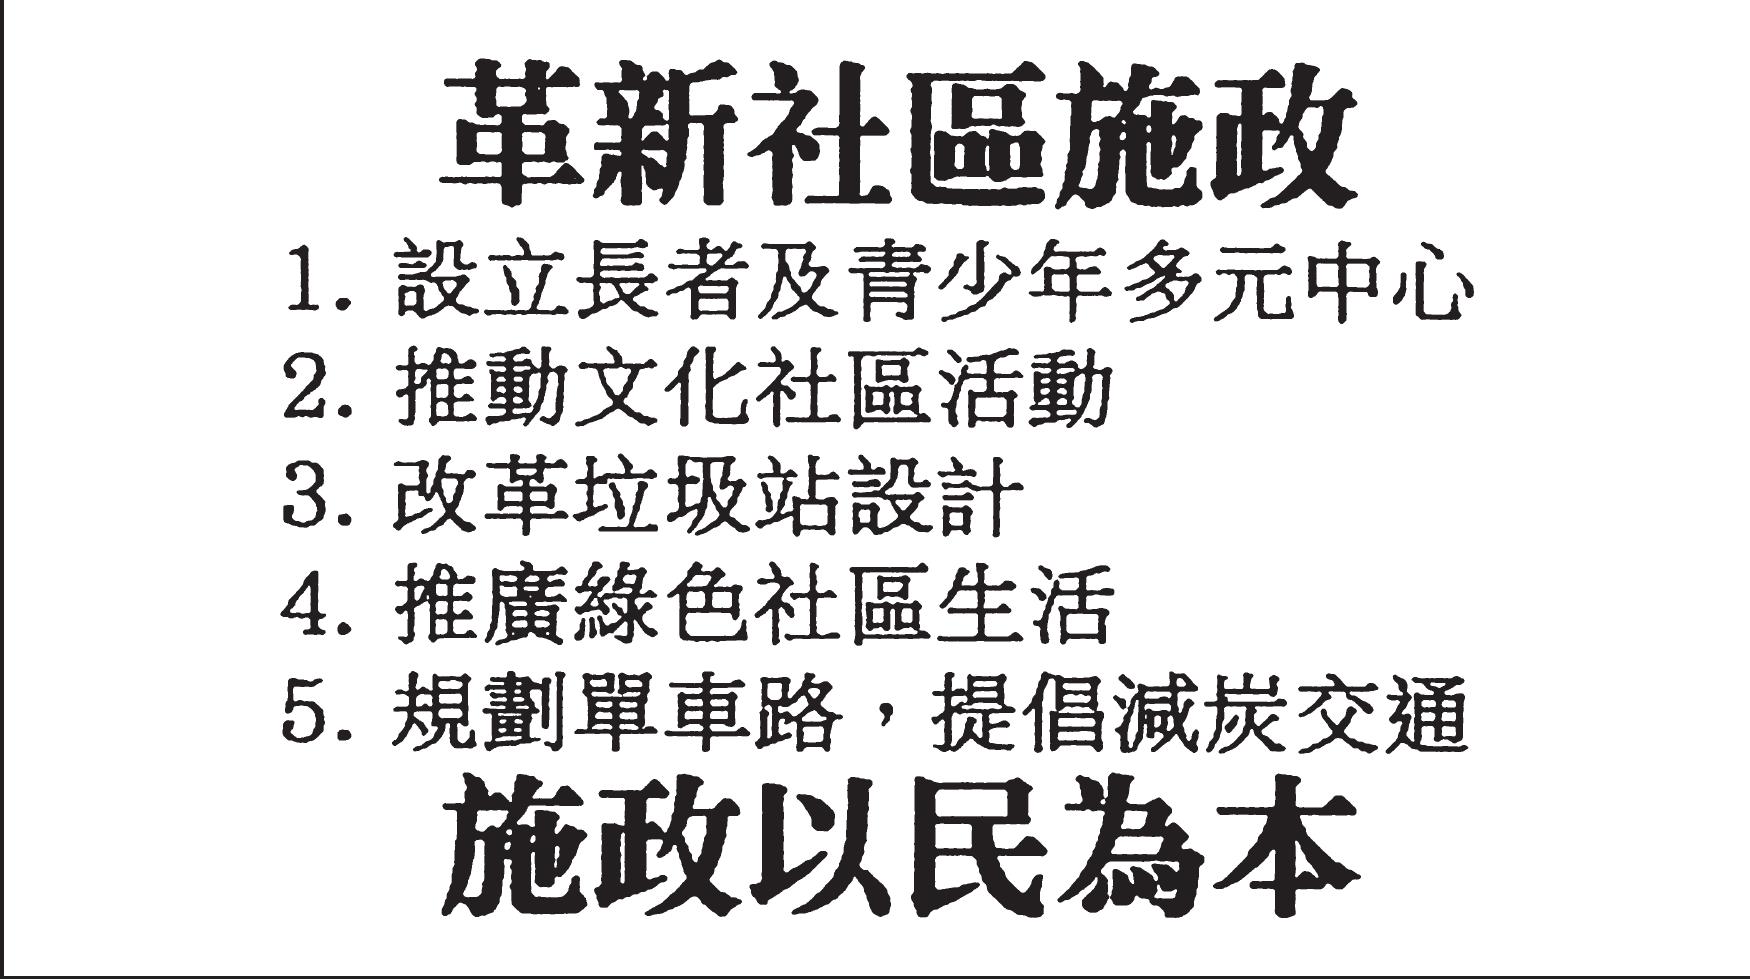 革新社區施政
1. 設立長者及青少年多元中心
2. 推動文化社區活動
3. 改革垃圾站設計
4. 推廣綠色社區生活
5. 規劃單車路，提倡減炭交通
施政以民為本